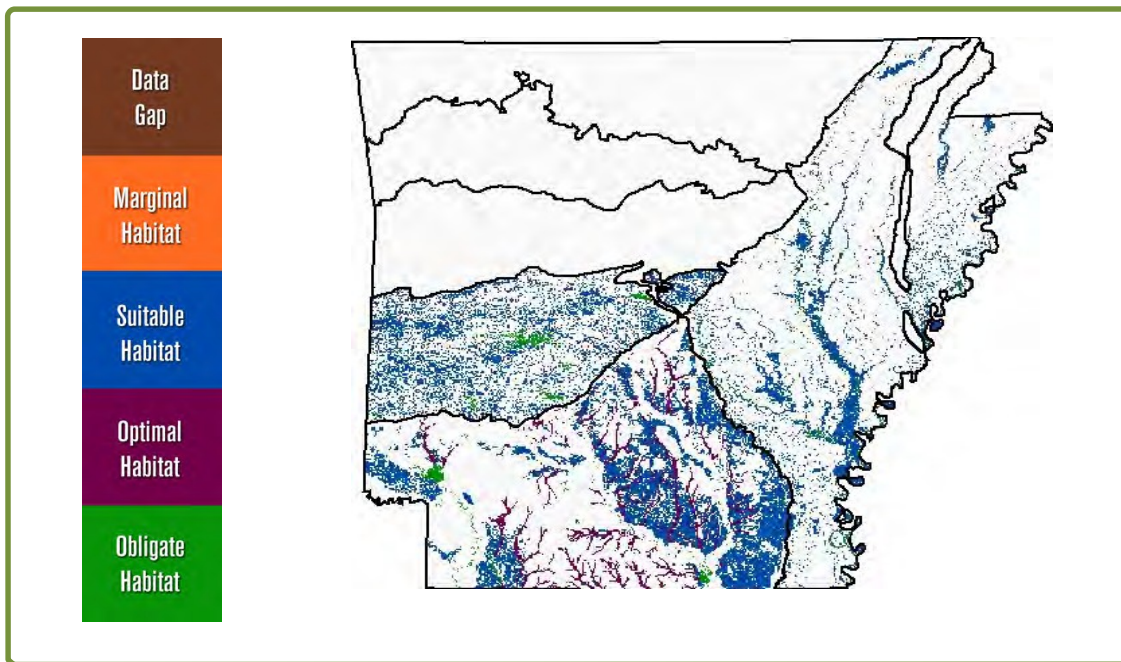 Data
Gap
Marginal
Habitat
Suitable
Habitat
Optimal
Habitat
Obligate
Habitat